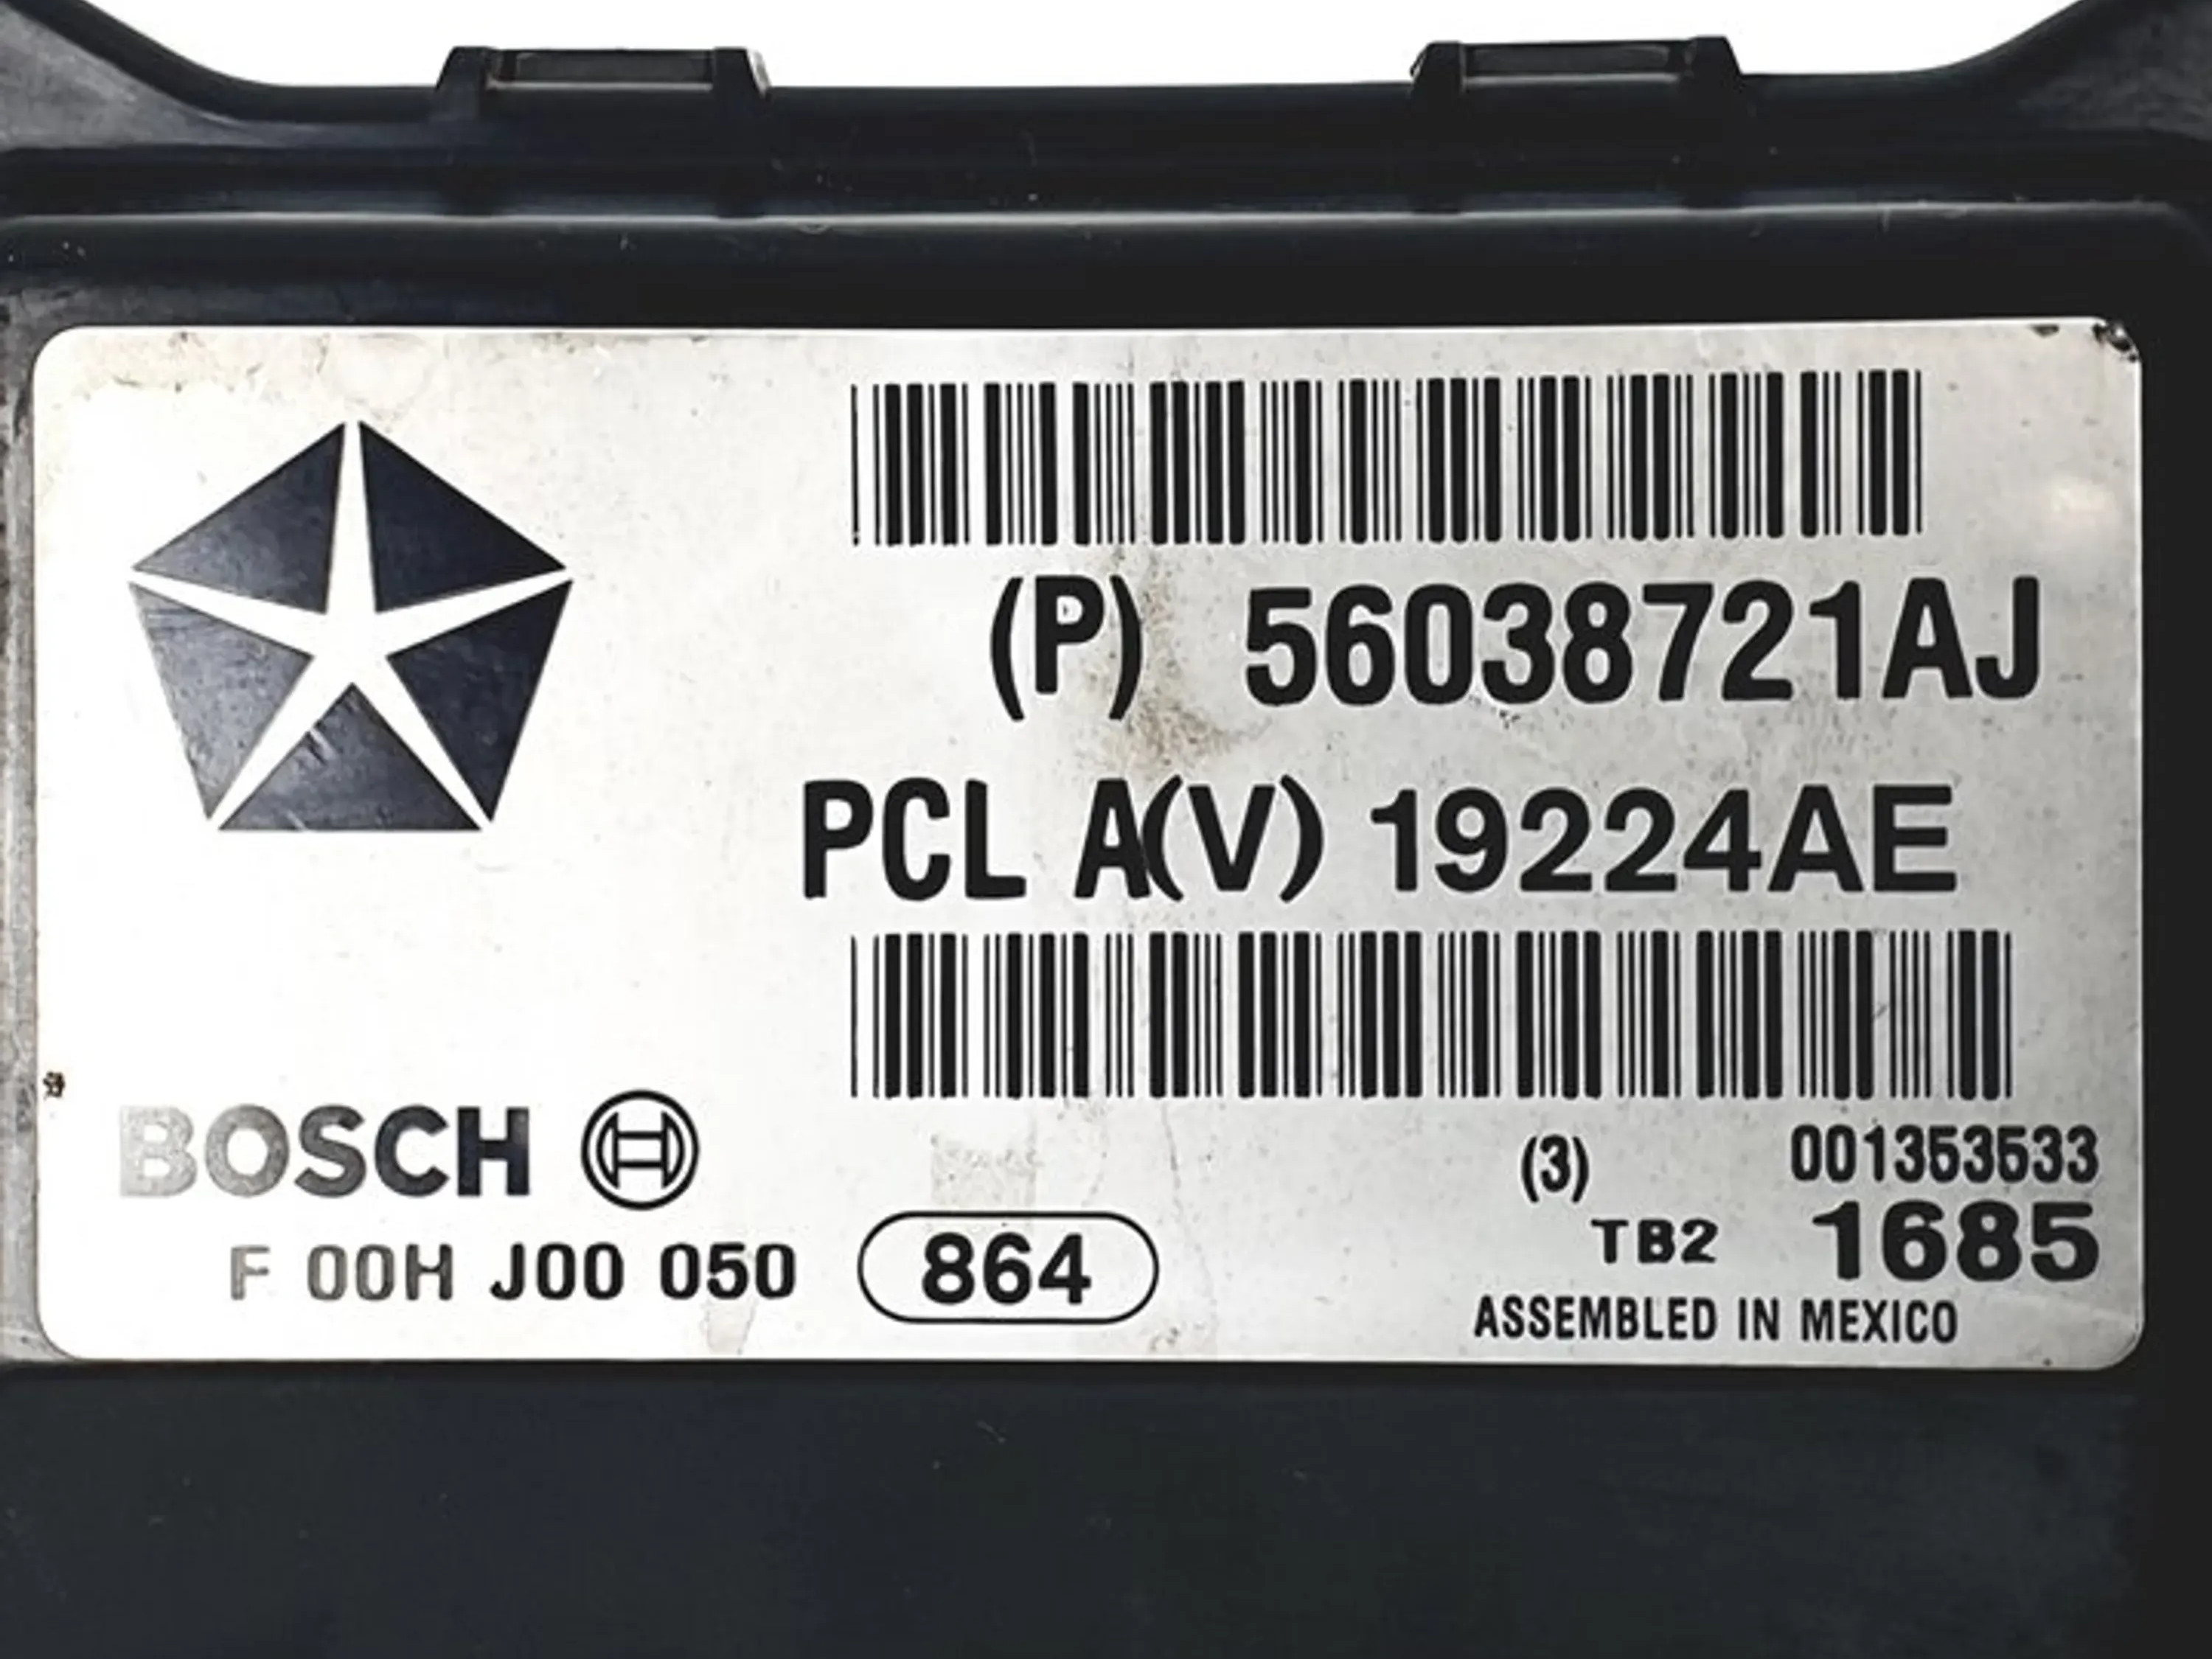 (P) 56038721AJ
PCL A(V) 19224AE
BOSCH
(3) 001353533
F 00H J00 050 864 TB2 1685
ASSEMBLED IN MEXICO